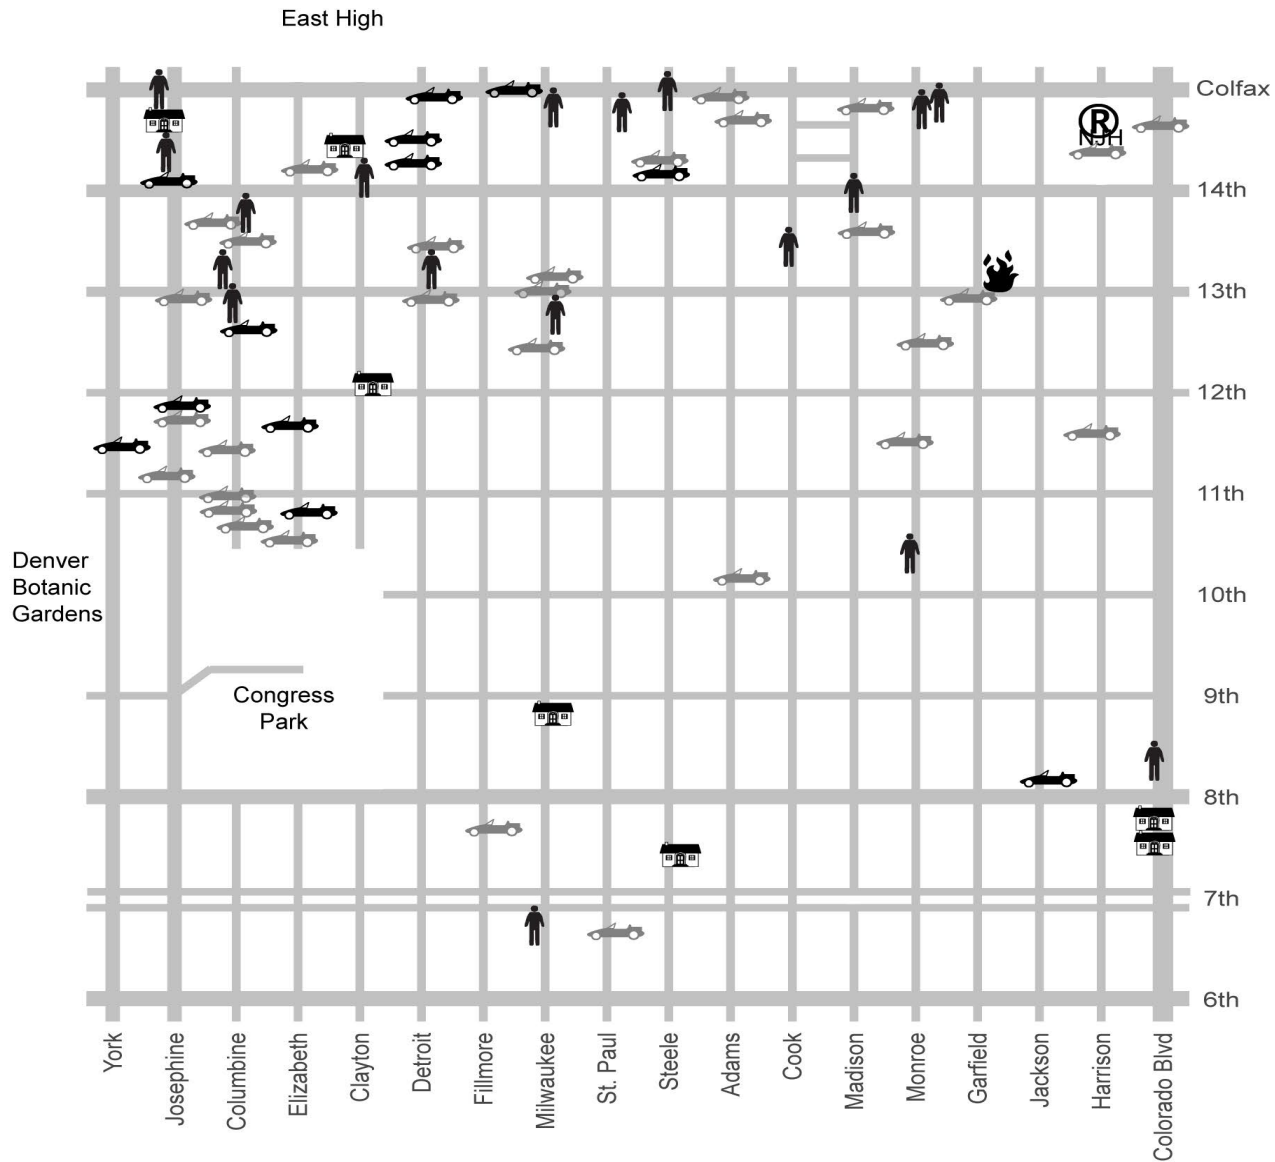 East High
Colfax
®
NJH
14th
13th
12th
11th
Denver
Botanic
Gardens
10th
Congress
Park
9th
8th
7th
6th
York
Josephine
Columbine
Elizabeth
Clayton
Detroit
Fillmore
Milwaukee
St. Paul
Steele
Adams
Cook
Madison
Monroe
Garfield
Jackson
Harrison
Colorado Blvd